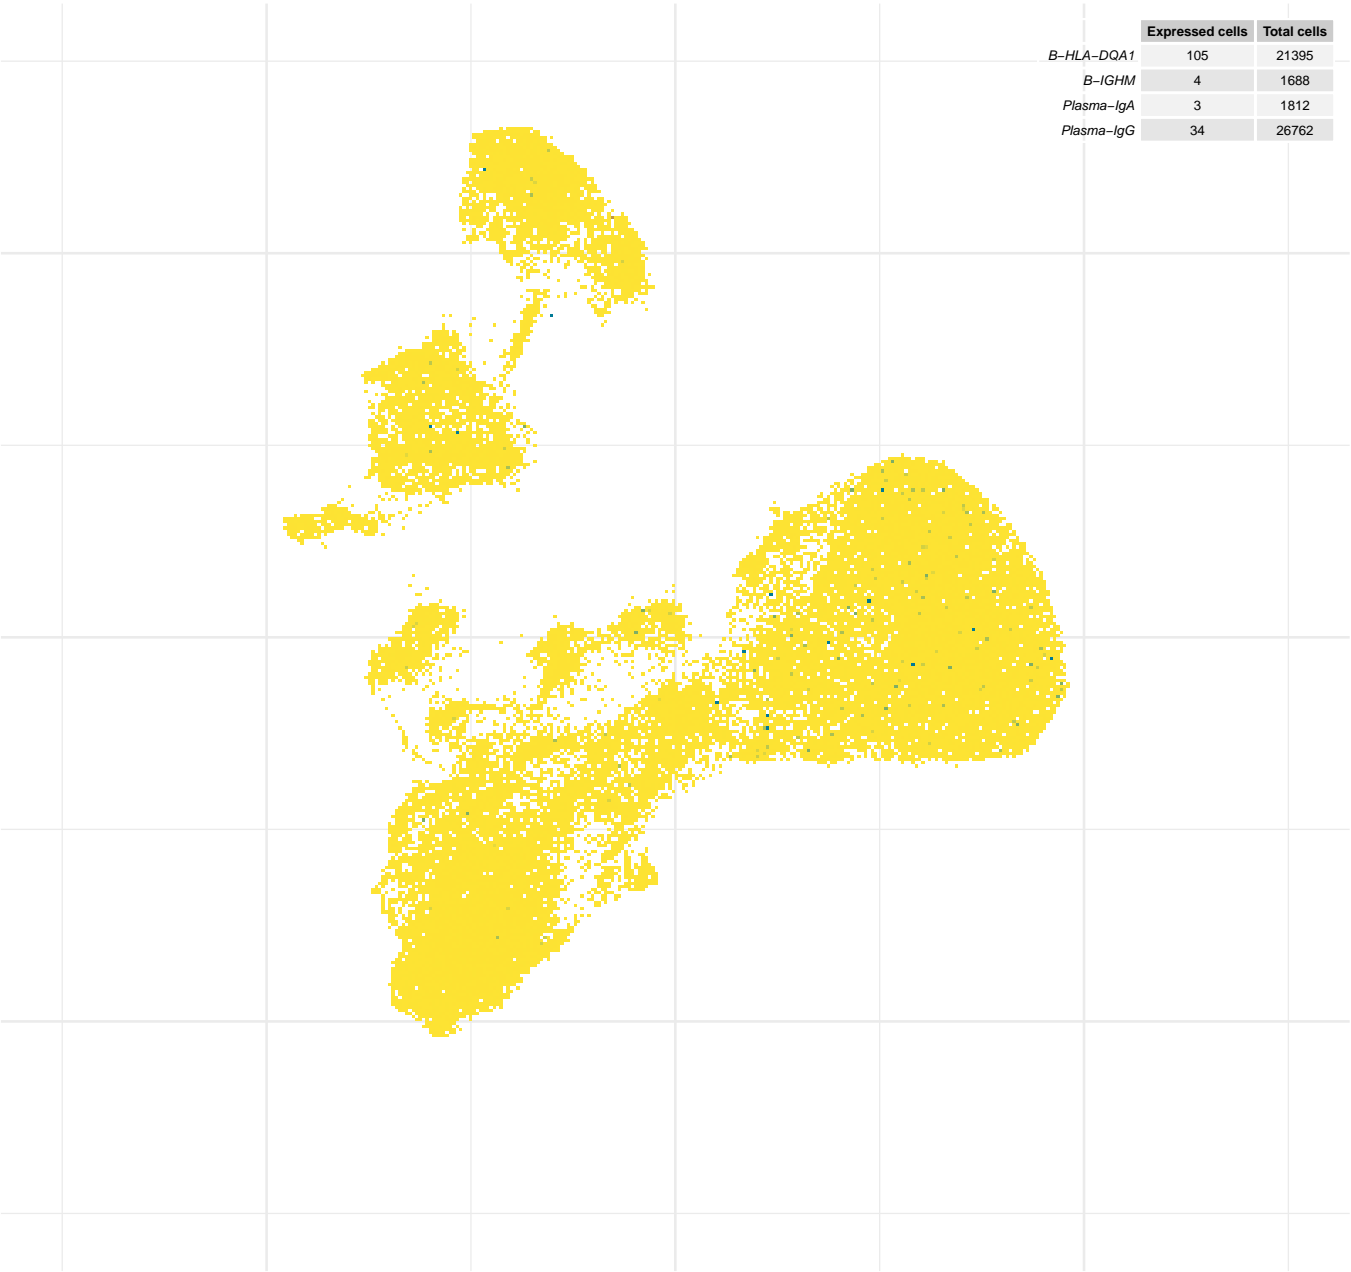 Expressed cells Total cells
B−HLA−DQA1 105 21395
B−IGHM 4 1688
Plasma−IgA 3 1812
Plasma−IgG 34 26762